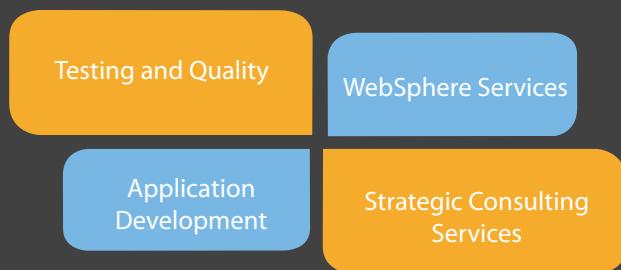 Testing and Quality
WebSphere Services
Application
Development
Strategic Consulting
Services